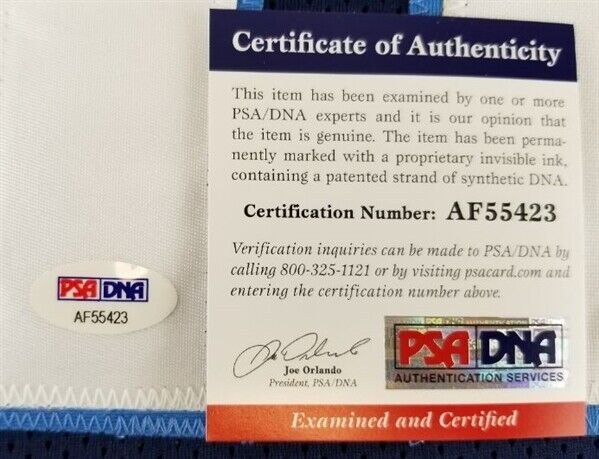 Certificate of Authenticity
This item has been examined by one or more
PSA/DNA experts and it is our opinion that
the item is genuine. The item has been perma-
nently marked with a proprietary invisible ink,
containing a patented strand of synthetic DNA.
Certification Number: AF55423
Verification inquiries can be made to PSA/DNA by
calling 800-325-1121 or by visiting psacard.com and
entering the certification number above.
Joe Orlando
President, PSA/DNA
PSA DNA
AUTHENTICATION SERVICES
Examined and Certified
PSA DNA
AF55423